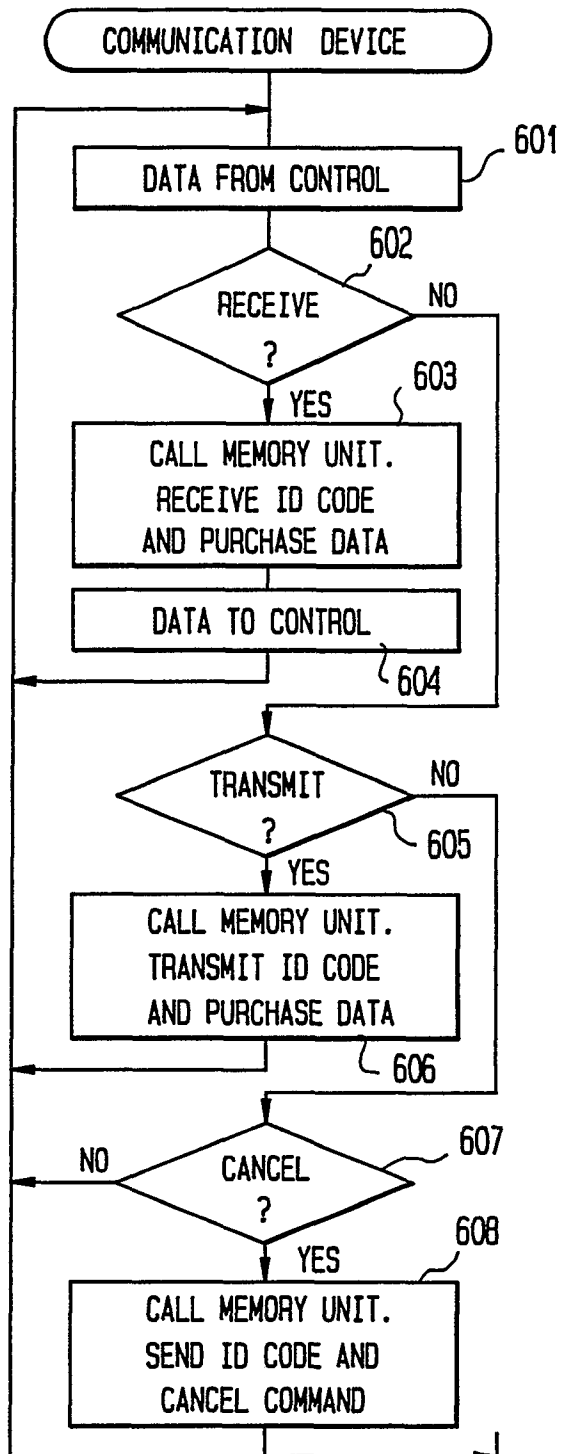 COMMUNICATION DEVICE
601
DATA FROM CONTROL
602
RECEIVE
?
NO
YES
603
CALL MEMORY UNIT.
RECEIVE ID CODE
AND PURCHASE DATA
DATA TO CONTROL
604
TRANSMIT
?
NO
605
YES
CALL MEMORY UNIT.
TRANSMIT ID CODE
AND PURCHASE DATA
606
607
NO
CANCEL
?
YES
608
CALL MEMORY UNIT.
SEND ID CODE AND
CANCEL COMMAND